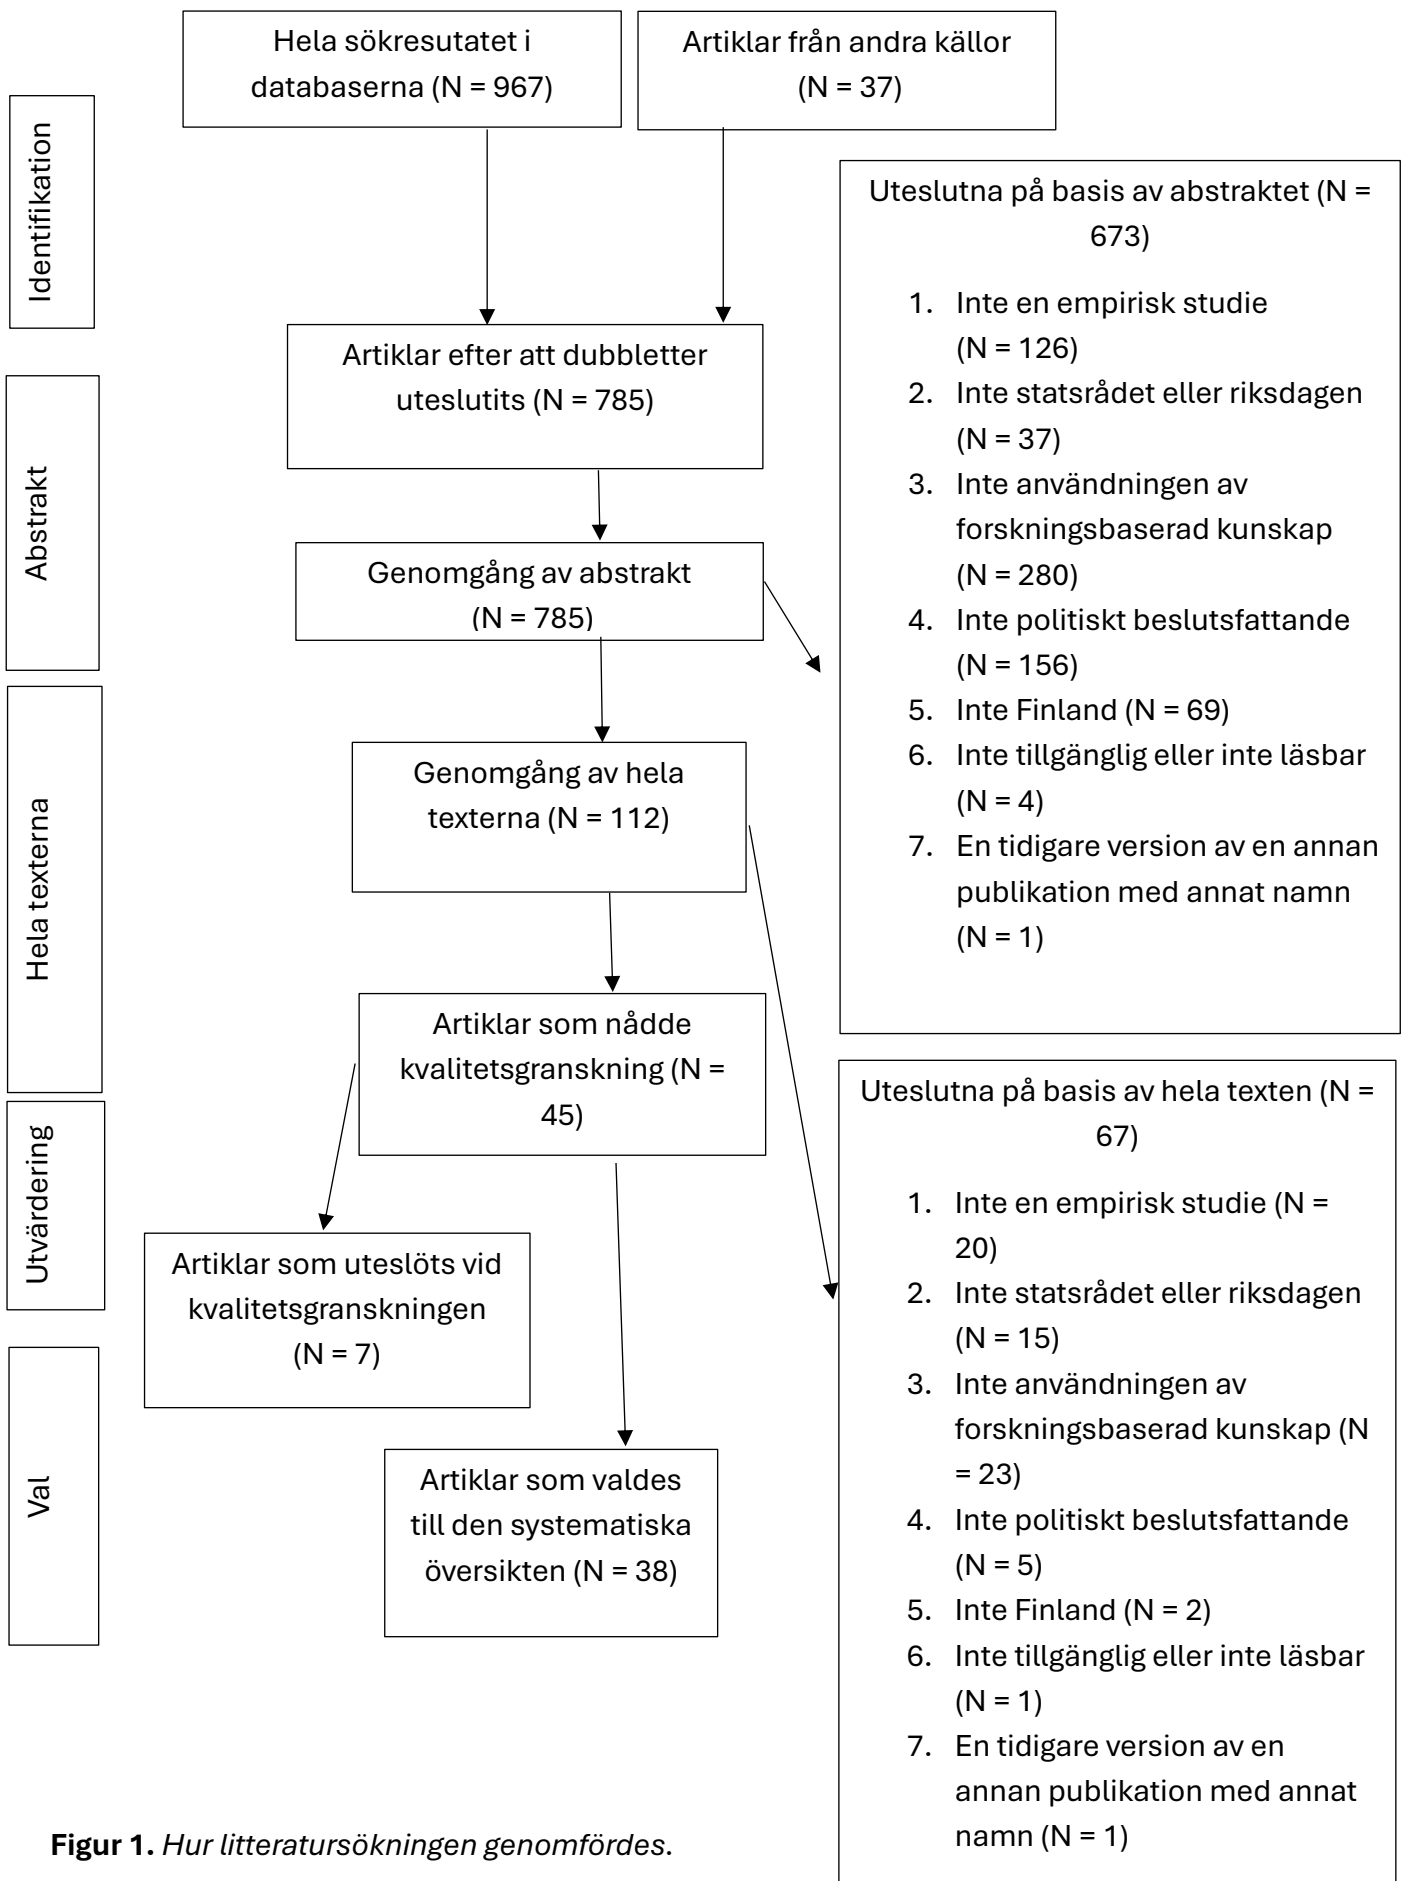 Hela sökresutatet i
databaserna (N = 967)
Artiklar från andra källor
(N = 37)
Identifikation
Artiklar efter att dubbletter
uteslutits (N = 785)
Abstrakt
Genomgång av abstrakt
(N = 785)
Uteslutna på basis av abstraktet (N =
673)
1. Inte en empirisk studie
(N = 126)
2. Inte statsrådet eller riksdagen
(N = 37)
3. Inte användningen av
forskningsbaserad kunskap
(N = 280)
4. Inte politiskt beslutsfattande
(N = 156)
5. Inte Finland (N = 69)
6. Inte tillgänglig eller inte läsbar
(N = 4)
7. En tidigare version av en annan
publikation med annat namn
(N = 1)
Hela texterna
Genomgång av hela
texterna (N = 112)
Artiklar som nådde
kvalitetsgranskning (N =
45)
Uteslutna på basis av hela texten (N =
67)
1. Inte en empirisk studie (N =
20)
2. Inte statsrådet eller riksdagen
(N = 15)
3. Inte användningen av
forskningsbaserad kunskap (N
= 23)
4. Inte politiskt beslutsfattande
(N = 5)
5. Inte Finland (N = 2)
6. Inte tillgänglig eller inte läsbar
(N = 1)
7. En tidigare version av en
annan publikation med annat
namn (N = 1)
Utvärdering
Artiklar som uteslöts vid
kvalitetsgranskningen
(N = 7)
Val
Artiklar som valdes
till den systematiska
översikten (N = 38)
Figur 1. Hur litteratursökningen genomfördes.